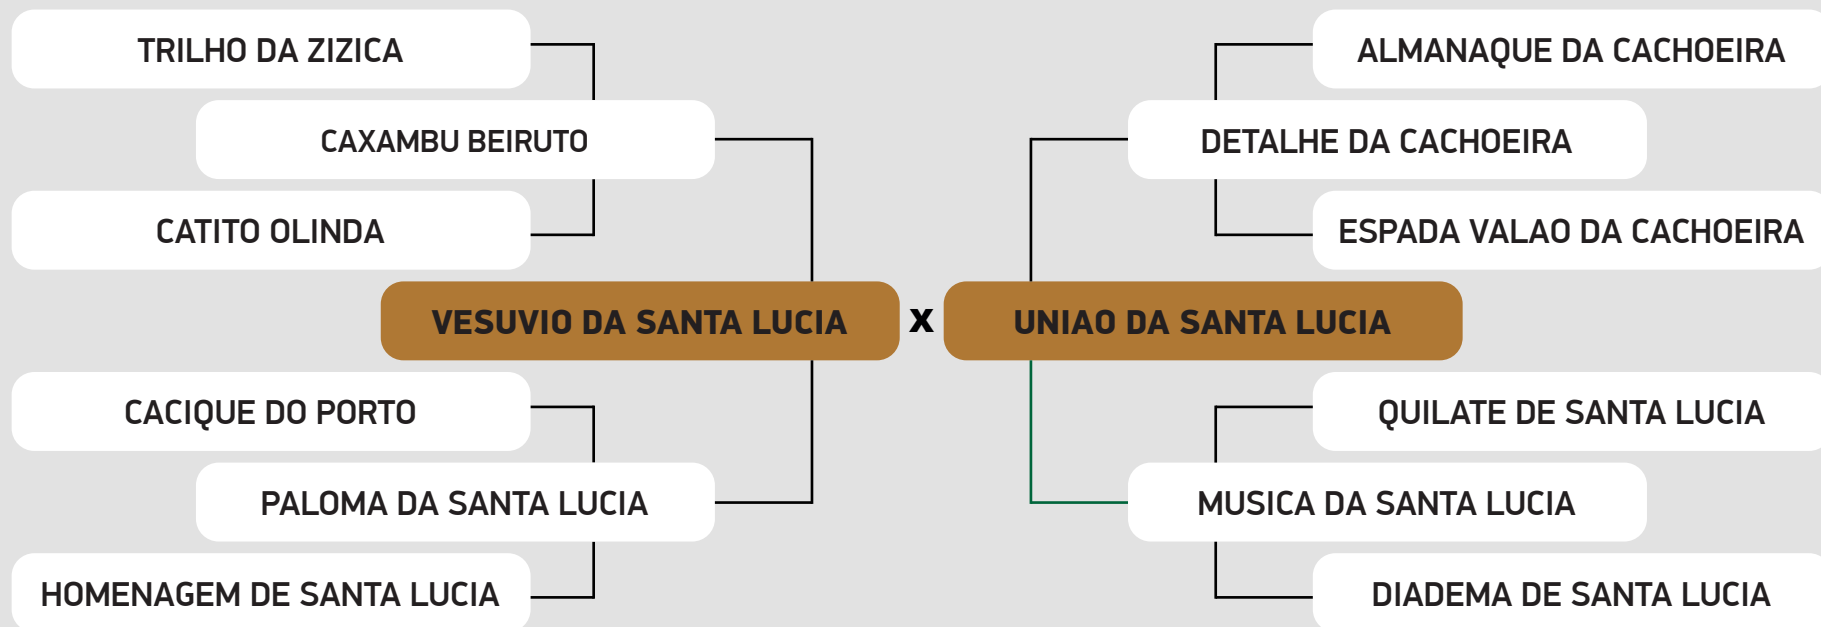 TRILHO DA ZIZICA
ALMANAQUE DA CACHOEIRA
CAXAMBU BEIRUTO
DETALHE DA CACHOEIRA
CATITO OLINDA
ESPADA VALAO DA CACHOEIRA
VESUVIO DA SANTA LUCIA x UNIAO DA SANTA LUCIA
CACIQUE DO PORTO
QUILATE DE SANTA LUCIA
PALOMA DA SANTA LUCIA
MUSICA DA SANTA LUCIA
HOMENAGEM DE SANTA LUCIA
DIADEMA DE SANTA LUCIA